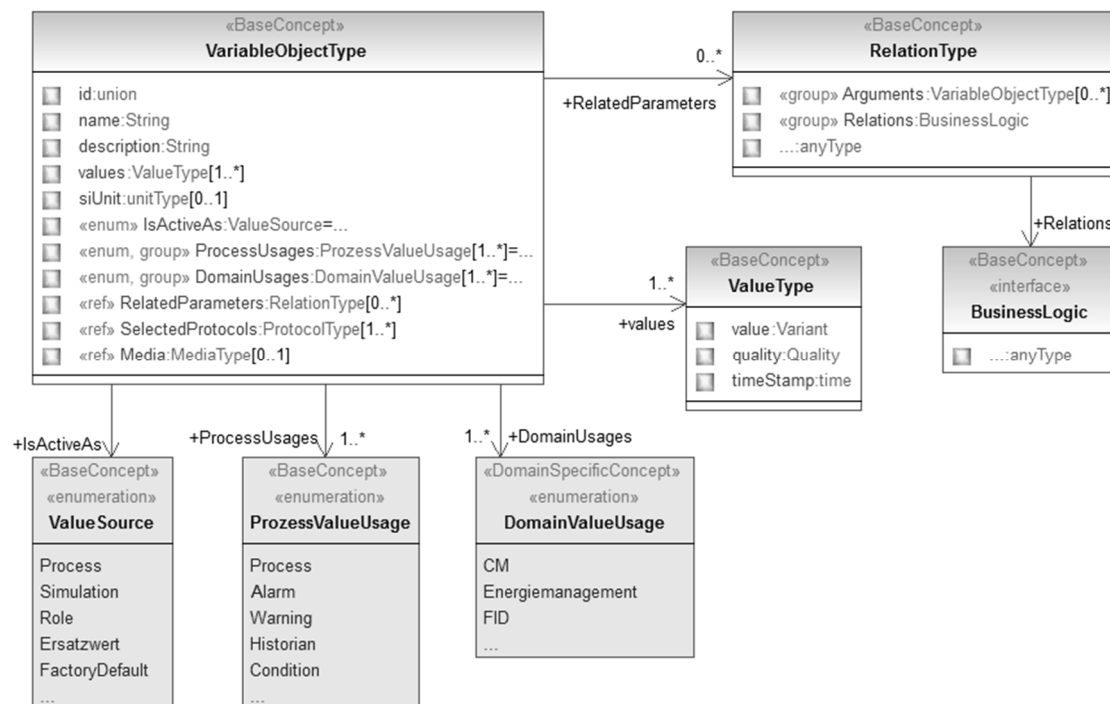 «BaseConcept»
VariableObjectType
id:union
name:String
description:String
values:ValueType[1..*]
siUnit:unitType[0..1]
«enum» IsActiveAs:ValueSource=...
«enum, group» ProcessUsages:ProzessValueUsage[1..*]=...
«enum, group» DomainUsages:DomainValueUsage[1..*]=...
«ref» RelatedParameters:RelationType[0..*]
«ref» SelectedProtocols:ProtocolType[1..*]
«ref» Media:MediaType[0..1]
0..*
+RelatedParameters
«BaseConcept»
RelationType
«group» Arguments:VariableObjectType[0..*]
«group» Relations:BusinessLogic
...:anyType
+Relations
1..*
+values
«BaseConcept»
ValueType
value:Variant
quality:Quality
timeStamp:time
«BaseConcept»
«interface»
BusinessLogic
...:anyType
+IsActiveAs
«BaseConcept»
«enumeration»
ValueSource
Process
Simulation
Role
Ersatzwert
FactoryDefault
...
+ProcessUsages
1..*
«BaseConcept»
«enumeration»
ProzessValueUsage
Process
Alarm
Warning
Historian
Condition
...
1..*
+DomainUsages
«DomainSpecificConcept»
«enumeration»
DomainValueUsage
CM
Energiemanagement
FID
...